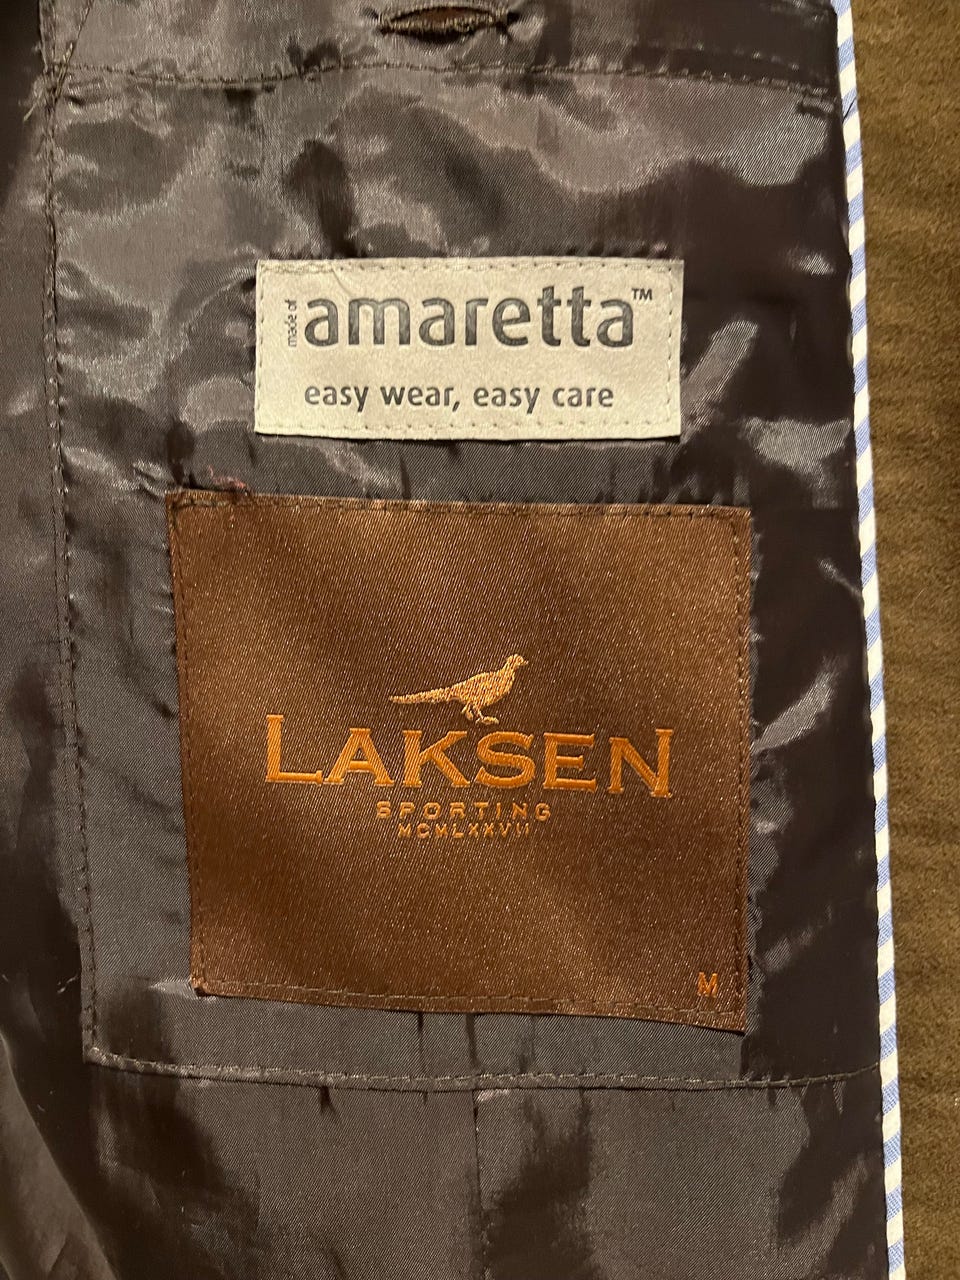 made of amaretta™
easy wear, easy care
LAKSEN
SPORTING
MCMLXXVII
M